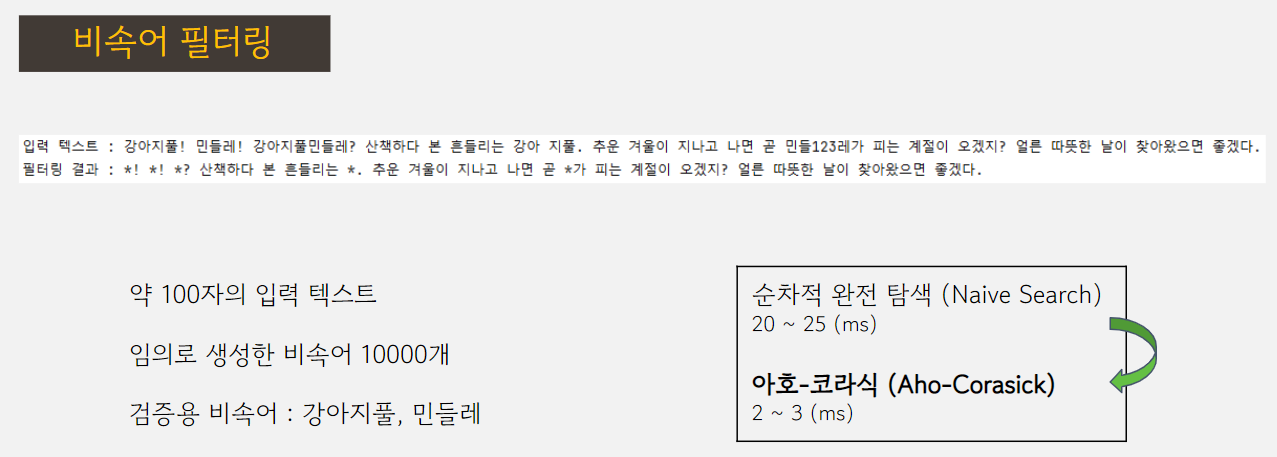 비속어 필터링
입력 텍스트 : 강아지풀! 민들레! 강아지풀민들레? 산책하다 본 흔들리는 강아 지풀. 추운 겨울이 지나고 나면 곧 민들123레가 피는 계절이 오겠지? 얼른 따뜻한 날이 찾아왔으면 좋겠다.
필터링 결과 : *! *! *? 산책하다 본 흔들리는 *. 추운 겨울이 지나고 나면 곧 *가 피는 계절이 오겠지? 얼른 따뜻한 날이 찾아왔으면 좋겠다.
약 100자의 입력 텍스트
임의로 생성한 비속어 10000개
검증용 비속어 : 강아지풀, 민들레
순차적 완전 탐색 (Naive Search)
20 ~ 25 (ms)
아호-코라식 (Aho-Corasick)
2 ~ 3 (ms)